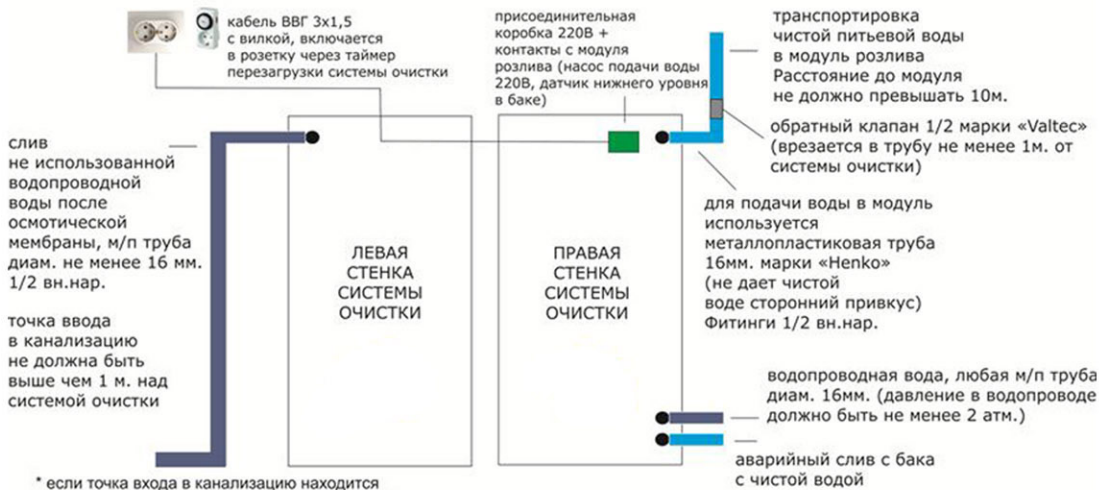 кабель ВВГ 3х1,5
с вилкой, включается
в розетку через таймер
перезагрузки системы очистки
присоединительная
коробка 220В +
контакты с модуля
розлива (насос подачи воды
220В, датчик нижнего уровня
в баке)
транспортировка
чистой питьевой воды
в модуль розлива
Расстояние до модуля
не должно превышать 10м.
обратный клапан 1/2 марки «Valtec»
(врезается в трубу не менее 1м. от
системы очистки)
слив
не использованной
водопроводной
воды после
осмотической
мембраны, м/п труба
диам. не менее 16 мм.
1/2 вн.нар.
точка ввода
в канализацию
не должна быть
выше чем 1 м. над
системой очистки
ЛЕВАЯ
СТЕНКА
СИСТЕМЫ
ОЧИСТКИ
ПРАВАЯ
СТЕНКА
СИСТЕМЫ
ОЧИСТКИ
для подачи воды в модуль
используется
металлопластиковая труба
16мм. марки «Henko»
(не дает чистой
воде сторонний привкус)
Фитинги 1/2 вн.нар.
водопроводная вода, любая м/п труба
диам. 16мм. (давление в водопроводе
должно быть не менее 2 атм.)
аварийный слив с бака
с чистой водой
* если точка входа в канализацию находится